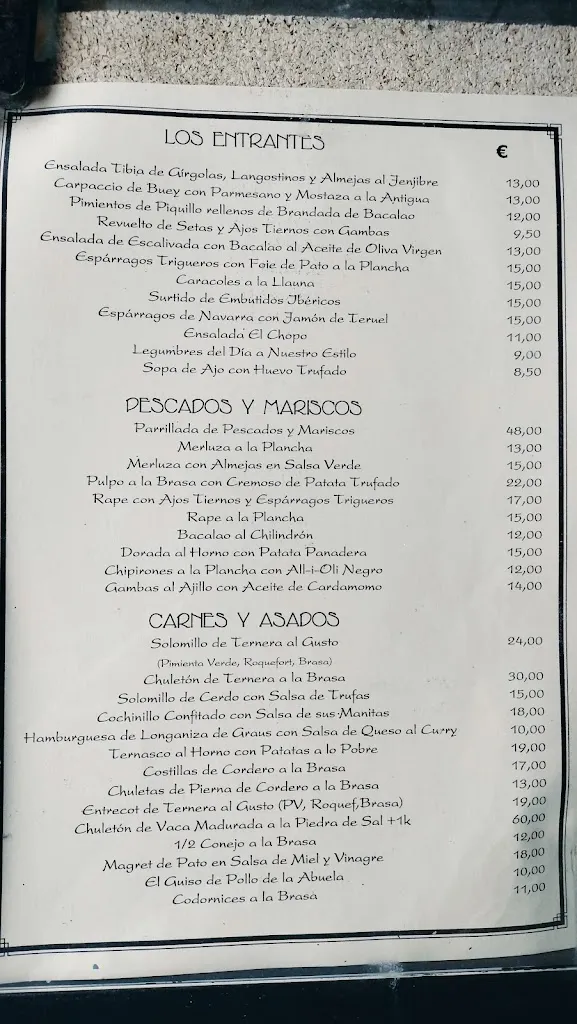 LOS ENTRANTES €
Ensalada Tibia de Gírgolas, Langostinos y Almejas al Jenjibre 13,00
Carpaccio de Buey con Parmesano y Mostaza a la Antigua 13,00
Pimientos de Piquillo rellenos de Brandada de Bacalao 12,00
Revuelto de Setas y Ajos Tiernos con Gambas 9,50
Ensalada de Escalivada con Bacalao al Aceite de Oliva Virgen 13,00
Espárragos Trigueros con Foie de Pato a la Plancha 15,00
Caracoles a la Llauna 15,00
Surtido de Embutidos Ibéricos 15,00
Espárragos de Navarra con Jamón de Teruel 15,00
Ensalada El Chopo 11,00
Legumbres del Día a Nuestro Estilo 9,00
Sopa de Ajo con Huevo Trufado 8,50
PESCADOS Y MARISCOS
Parrillada de Pescados y Mariscos 48,00
Merluza a la Plancha 13,00
Merluza con Almejas en Salsa Verde 15,00
Pulpo a la Brasa con Cremoso de Patata Trufado 22,00
Rape con Ajos Tiernos y Espárragos Trigueros 17,00
Rape a la Plancha 15,00
Bacalao al Chilindrón 12,00
Dorada al Horno con Patata Panadera 15,00
Chipirones a la Plancha con All-i-Oli Negro 12,00
Gambas al Ajillo con Aceite de Cardamomo 14,00
CARNES Y ASADOS
Solomillo de Ternera al Gusto 24,00
(Pimienta Verde, Roquefort, Brasa)
Chuletón de Ternera a la Brasa 30,00
Solomillo de Cerdo con Salsa de Trufas 15,00
Cochinillo Confitado con Salsa de sus Manitas 18,00
Hamburguesa de Longaniza de Graus con Salsa de Queso al Curry 10,00
Ternasco al Horno con Patatas a lo Pobre 19,00
Costillas de Cordero a la Brasa 17,00
Chuletas de Pierna de Cordero a la Brasa 13,00
Entrecot de Ternera al Gusto (PV, Roquef,Brasa) 19,00
Chuletón de Vaca Madurada a la Piedra de Sal +1k 60,00
1/2 Conejo a la Brasa 12,00
Magret de Pato en Salsa de Miel y Vinagre 18,00
El Guiso de Pollo de la Abuela 10,00
Codornices a la Brasa 11,00